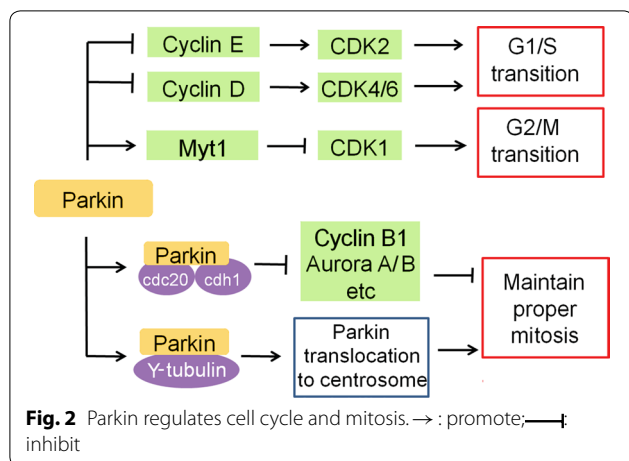 Cyclin E
CDK2
G1/S
transition
Cyclin D
CDK4/6
Myt1
CDK1
G2/M
transition
Parkin
Parkin
cdc20
cdh1
Cyclin B1
Aurora A/B
etc
Maintain
proper
mitosis
Parkin
Y-tubulin
Parkin
translocation
to centrosome
Fig. 2 Parkin regulates cell cycle and mitosis. → : promote; ——⊣:
inhibit